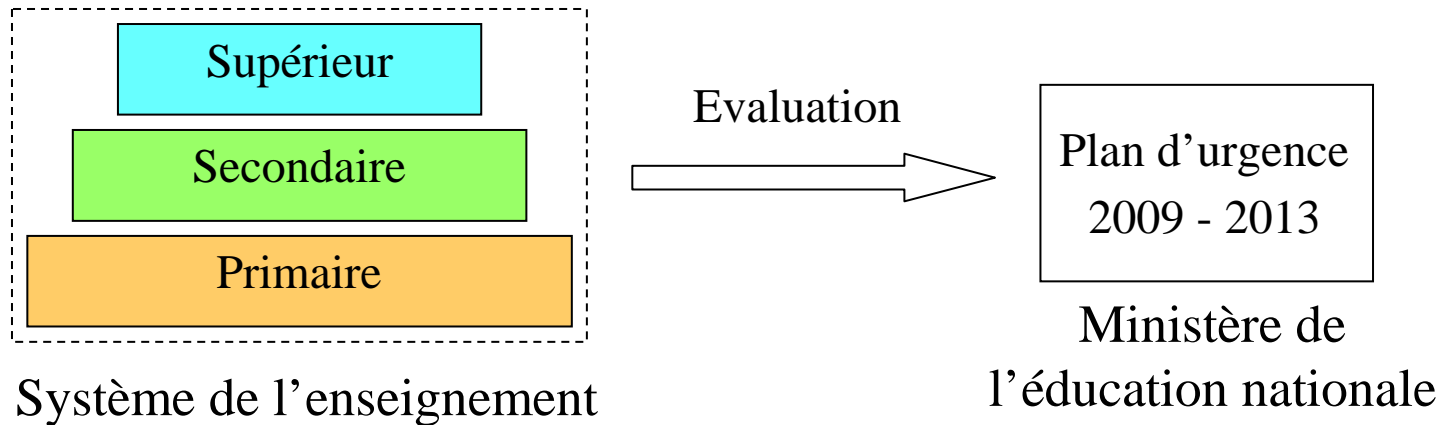 Supérieur
Secondaire
Primaire
Système de l’enseignement
Evaluation
Plan d’urgence
2009 - 2013
Ministère de
l’éducation nationale